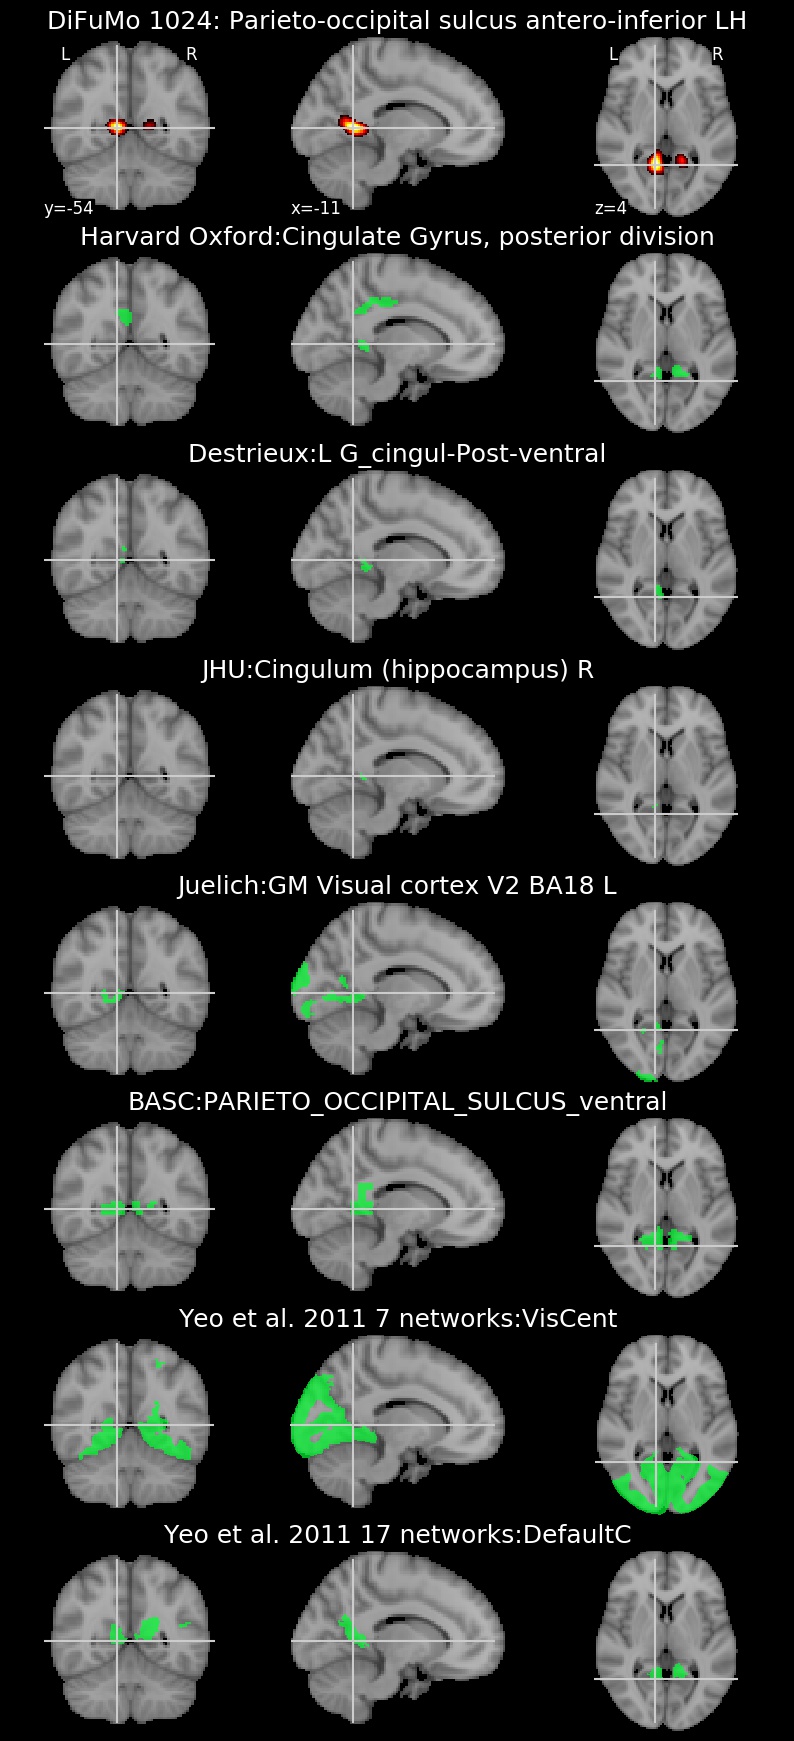 DiFuMo 1024: Parieto-occipital sulcus antero-inferior LH
L R L R
y=-54 x=-11 z=4
Harvard Oxford:Cingulate Gyrus, posterior division
Destrieux:L G_cingul-Post-ventral
JHU:Cingulum (hippocampus) R
Juelich:GM Visual cortex V2 BA18 L
BASC:PARIETO_OCCIPITAL_SULCUS_ventral
Yeo et al. 2011 7 networks:VisCent
Yeo et al. 2011 17 networks:DefaultC